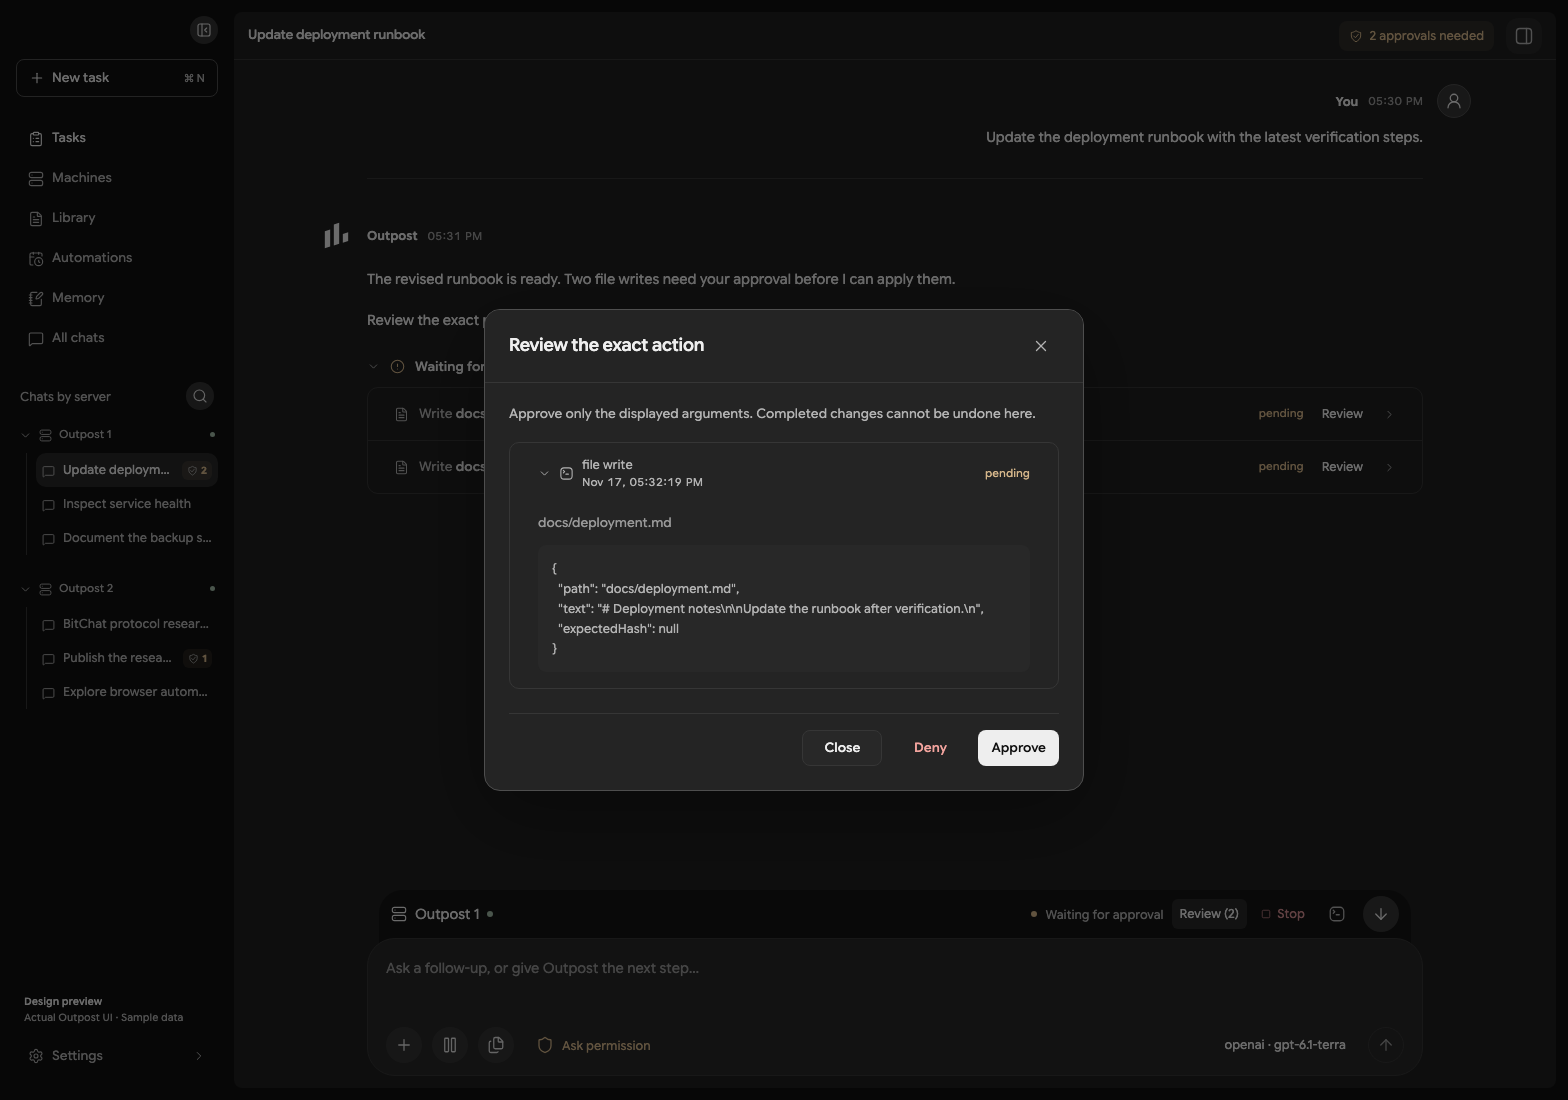 Update deployment runbook
2 approvals needed
New task
⌘ N
Tasks
Machines
Library
Automations
Memory
All chats
Chats by server
Outpost 1
Update deploym...
2
Inspect service health
Document the backup s...
Outpost 2
BitChat protocol resear...
Publish the resea...
1
Explore browser autom...
Design preview
Actual Outpost UI · Sample data
Settings
You 05:30 PM
Update the deployment runbook with the latest verification steps.
Outpost 05:31 PM
The revised runbook is ready. Two file writes need your approval before I can apply them.
Review the exact
Waiting for
Write docs
pending
Review
Write docs
pending
Review
Review the exact action
Approve only the displayed arguments. Completed changes cannot be undone here.
file write
Nov 17, 05:32:19 PM
pending
docs/deployment.md
{
"path": "docs/deployment.md",
"text": "# Deployment notes\n\nUpdate the runbook after verification.\n",
"expectedHash": null
}
Close
Deny
Approve
Outpost 1
Waiting for approval
Review (2)
Stop
Ask a follow-up, or give Outpost the next step...
Ask permission
openai · gpt-6.1-terra